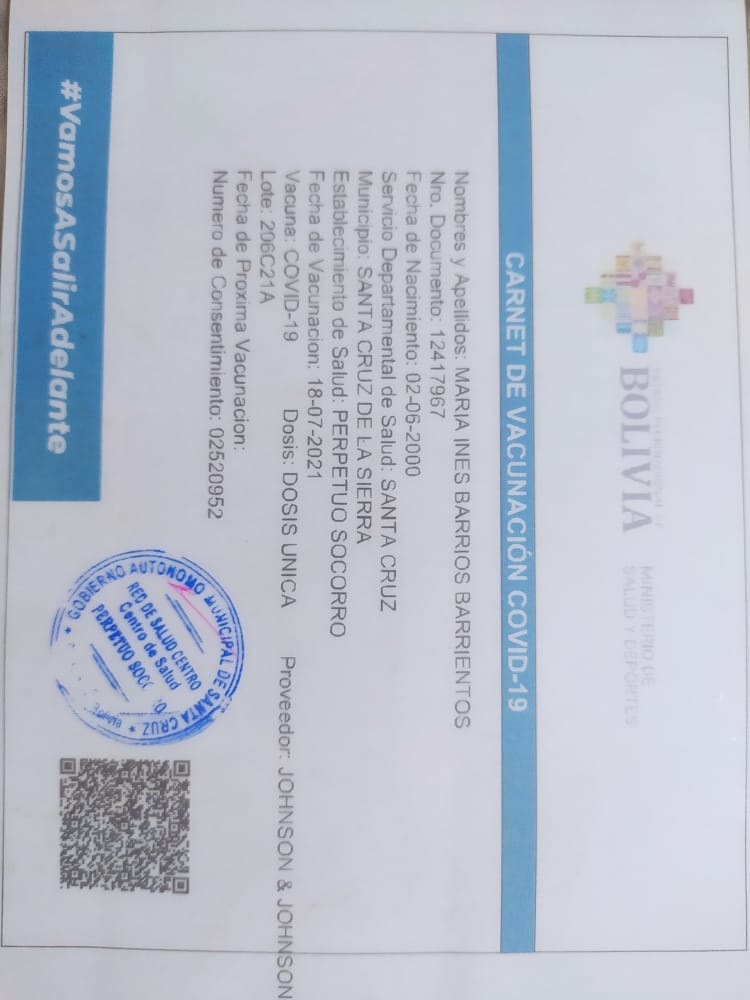 ESTADO PLURINACIONAL DE
BOLIVIA
MINISTERIO DE
SALUD Y DEPORTES
CARNET DE VACUNACIÓN COVID-19
Nombres y Apellidos: MARIA INES BARRIOS BARRIENTOS
Nro. Documento: 12417967
Fecha de Nacimiento: 02-06-2000
Servicio Departamental de Salud: SANTA CRUZ
Municipio: SANTA CRUZ DE LA SIERRA
Establecimiento de Salud: PERPETUO SOCORRO
Fecha de Vacunacion: 18-07-2021
Vacuna: COVID-19 Dosis: DOSIS UNICA Proveedor: JOHNSON & JOHNSON
Lote: 206C21A
Fecha de Proxima Vacunacion:
Numero de Consentimiento: 02520952
GOBIERNO AUTONOMO MUNICIPAL DE SANTA CRUZ
RED DE SALUD CENTRO
Centro de Salud
PERPETUO
#VamosASalirAdelante